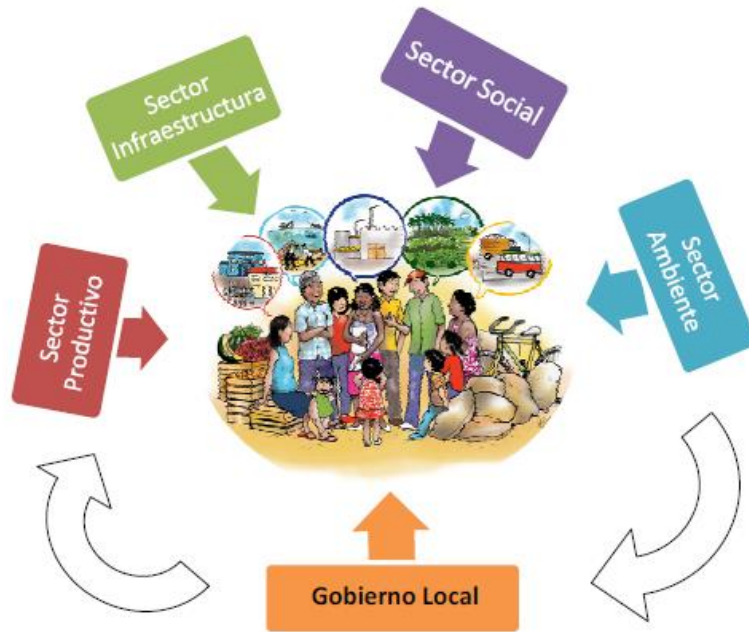 Sector
Infraestructura
Sector Social
Sector
Ambiente
Sector
Productivo
Gobierno Local